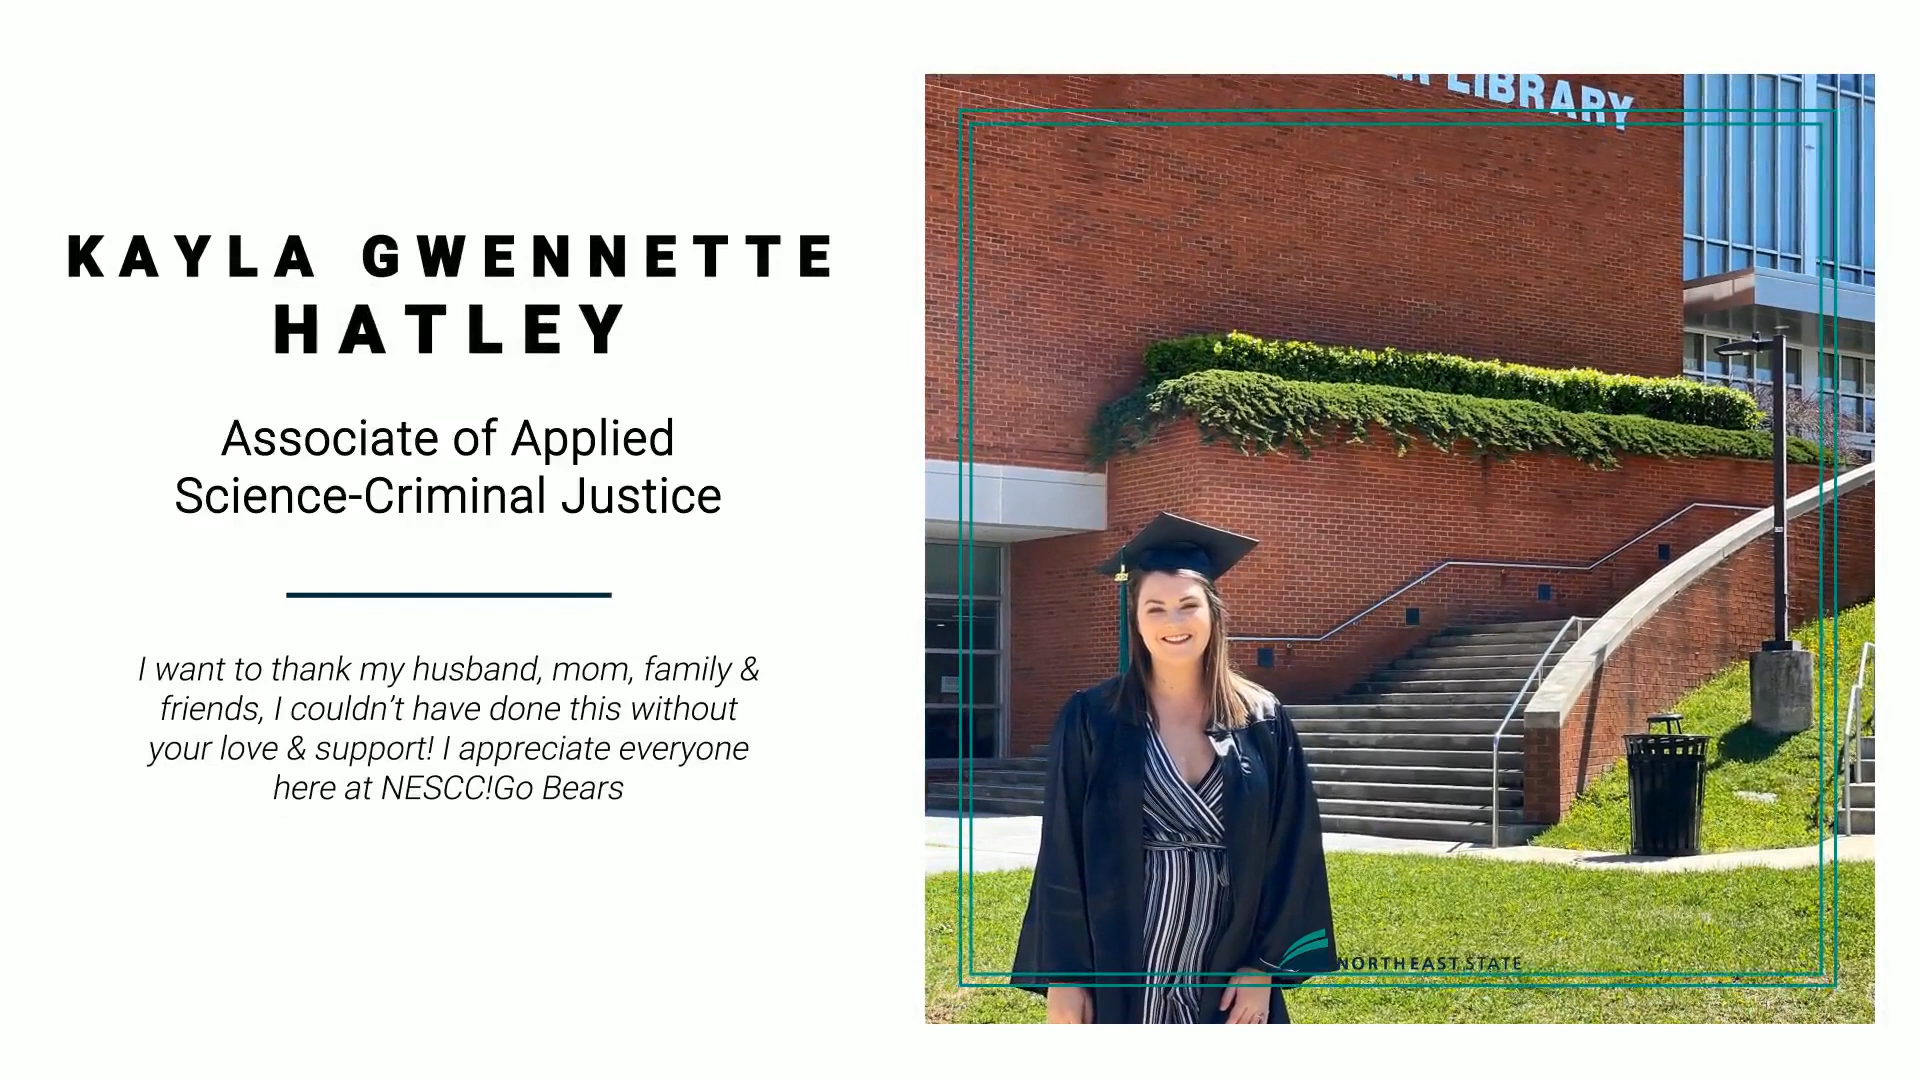 KAYLA GWENNETTE
HATLEY
Associate of Applied
Science-Criminal Justice
I want to thank my husband, mom, family &
friends, I couldn’t have done this without
your love & support! I appreciate everyone
here at NESCC!Go Bears
LIBRARY
NORTHEAST STATE